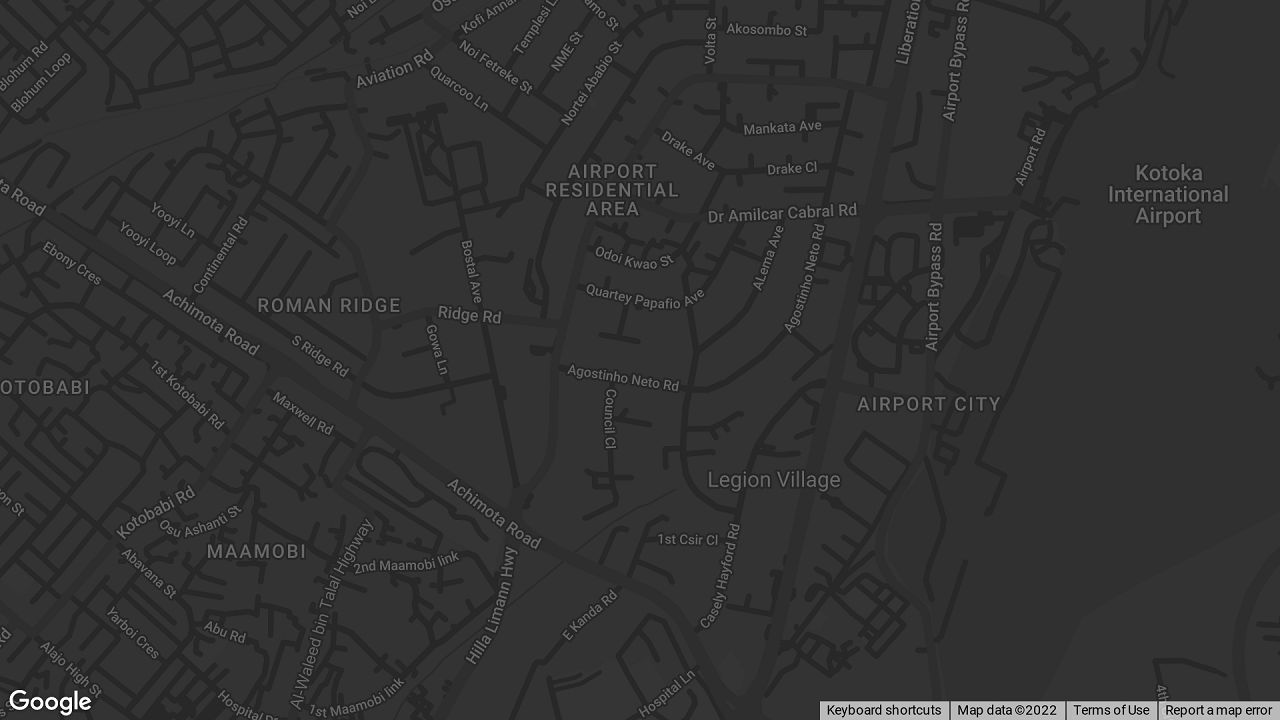 Akosombo St
Volta St
Airport Bypass Rd
Kofi
Templesi
NME St
Noi Fetreke St
Nortei Ababio St
Aviation Rd
Quarcoo Ln
Blohum Rd
Blohum Loop
Mankata Ave
Drake Ave
Drake Cl
Airport Rd
AIRPORT
RESIDENTIAL
AREA
Kotoka
International
Airport
Dr Amilcar Cabral Rd
Yooyi Ln
Yooyi Loop
Continental Rd
Ebony Cres
Bostal Ave
Odoi Kwao St
ALema Ave
Agostinho Neto Rd
Airport Bypass Rd
Quartey Papafio Ave
ROMAN RIDGE
Ridge Rd
Achimota Road
S Ridge Rd
Gowa Ln
1st Kotobabi Rd
OTOBABI
Agostinho Neto Rd
Council Cl
AIRPORT CITY
Maxwell Rd
Legion Village
Achimota Road
Kotobabi Rd
Osu Ashanti St
MAAMOBI
Abavana St
2nd Maamobi link
1st Csir Cl
Casely Hayford Rd
Al-Waleed bin Talal Highway
Hilla Limann Hwy
E Kanda Rd
Yarboi Cres
Abu Rd
Alajo High St
Hospital
1st Maamobi link
Hospital Ln
4th
Google
Keyboard shortcuts
Map data ©2022
Terms of Use
Report a map error